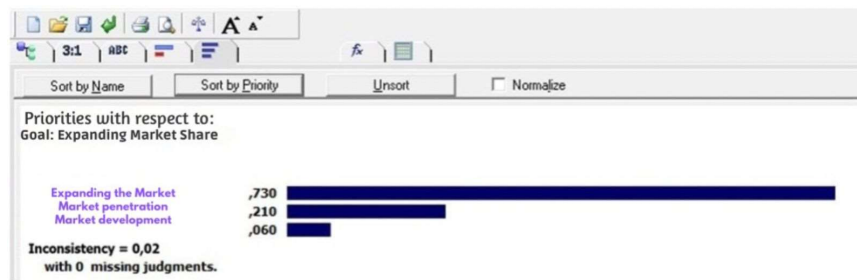 A A
3:1 ABC fx
Sort by Name Sort by Priority Unsort Normalize
Priorities with respect to:
Goal: Expanding Market Share
Expanding the Market ,730
Market penetration ,210
Market development ,060
Inconsistency = 0,02
with 0 missing judgments.